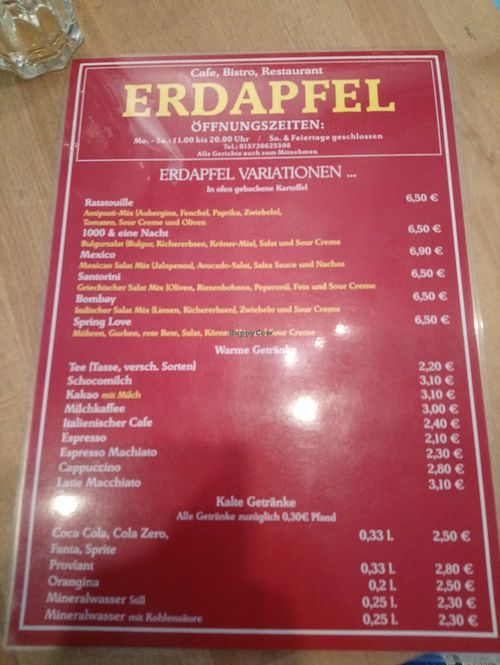 Cafe, Bistro, Restaurant
ERDAPFEL
ÖFFNUNGSZEITEN:
Mo. - Sa.: 11.00 bis 20.00 Uhr / So. & Feiertage geschlossen
Tel.: 015730625506
Alle Gerichte auch zum Mitnehmen
ERDAPFEL VARIATIONEN ...
In ofen gebackene Kartoffel
Ratatouille 6,50 €
Antipasti-Mix (Aubergine, Fenchel, Paprika, Zwiebeln),
Tomaten, Sour Creme und Oliven
1000 & eine Nacht 6,50 €
Bulgursalat (Bulgur, Kichererbsen, Kröner-Mix), Salat und Sour Creme
Mexico 6,90 €
Mexican Salat Mix (Jalapenos), Avocado-Salat, Salsa Sauce und Nachos
Santorini 6,50 €
Griechischer Salat Mix (Oliven, Riesenbohnen, Peperoni), Feta und Sour Creme
Bombay 6,50 €
Indischer Salat Mix (Linsen, Kichererbsen), Zwiebeln und Sour Creme
Spring Love 6,50 €
Möhren, Gurken, rote Bete, Salat, Sour Creme
HappyCow
Warme Getränke
Tee (Tasse, versch. Sorten) 2,20 €
Schocomilch 3,10 €
Kakao mit Milch 3,10 €
Milchkaffee 3,00 €
Italienischer Cafe 2,40 €
Espresso 2,10 €
Espresso Machiato 2,30 €
Cappuccino 2,80 €
Latte Macchiato 3,10 €
Kalte Getränke
Alle Getränke zuzüglich 0,30€ Pfand
Coca Cola, Cola Zero, 0,33 l. 2,50 €
Fanta, Sprite
Proviant 0,33 l. 2,80 €
Orangina 0,2 l. 2,50 €
Mineralwasser Still 0,25 l. 2,30 €
Mineralwasser mit Kohlensäure 0,25 l. 2,30 €